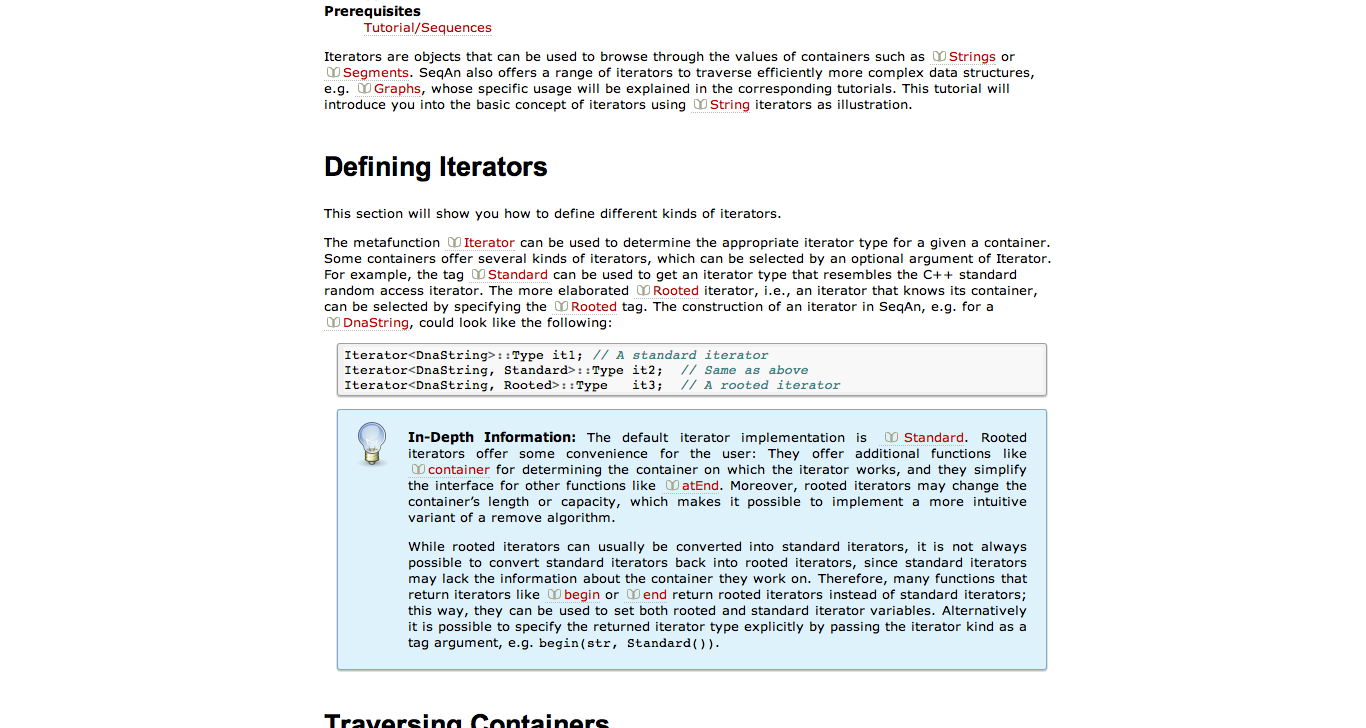 Prerequisites
Tutorial/Sequences
Iterators are objects that can be used to browse through the values of containers such as Strings or
Segments. SeqAn also offers a range of iterators to traverse efficiently more complex data structures,
e.g. Graphs, whose specific usage will be explained in the corresponding tutorials. This tutorial will
introduce you into the basic concept of iterators using String iterators as illustration.
Defining Iterators
This section will show you how to define different kinds of iterators.
The metafunction Iterator can be used to determine the appropriate iterator type for a given a container.
Some containers offer several kinds of iterators, which can be selected by an optional argument of Iterator.
For example, the tag Standard can be used to get an iterator type that resembles the C++ standard
random access iterator. The more elaborated Rooted iterator, i.e., an iterator that knows its container,
can be selected by specifying the Rooted tag. The construction of an iterator in SeqAn, e.g. for a
DnaString, could look like the following:
Iterator<DnaString>::Type it1; // A standard iterator
Iterator<DnaString, Standard>::Type it2;  // Same as above
Iterator<DnaString, Rooted>::Type   it3;  // A rooted iterator
In-Depth Information: The default iterator implementation is Standard. Rooted
iterators offer some convenience for the user: They offer additional functions like
container for determining the container on which the iterator works, and they simplify
the interface for other functions like atEnd. Moreover, rooted iterators may change the
container’s length or capacity, which makes it possible to implement a more intuitive
variant of a remove algorithm.
While rooted iterators can usually be converted into standard iterators, it is not always
possible to convert standard iterators back into rooted iterators, since standard iterators
may lack the information about the container they work on. Therefore, many functions that
return iterators like begin or end return rooted iterators instead of standard iterators;
this way, they can be used to set both rooted and standard iterator variables. Alternatively
it is possible to specify the returned iterator type explicitly by passing the iterator kind as a
tag argument, e.g. begin(str, Standard()).
Traversing Containers